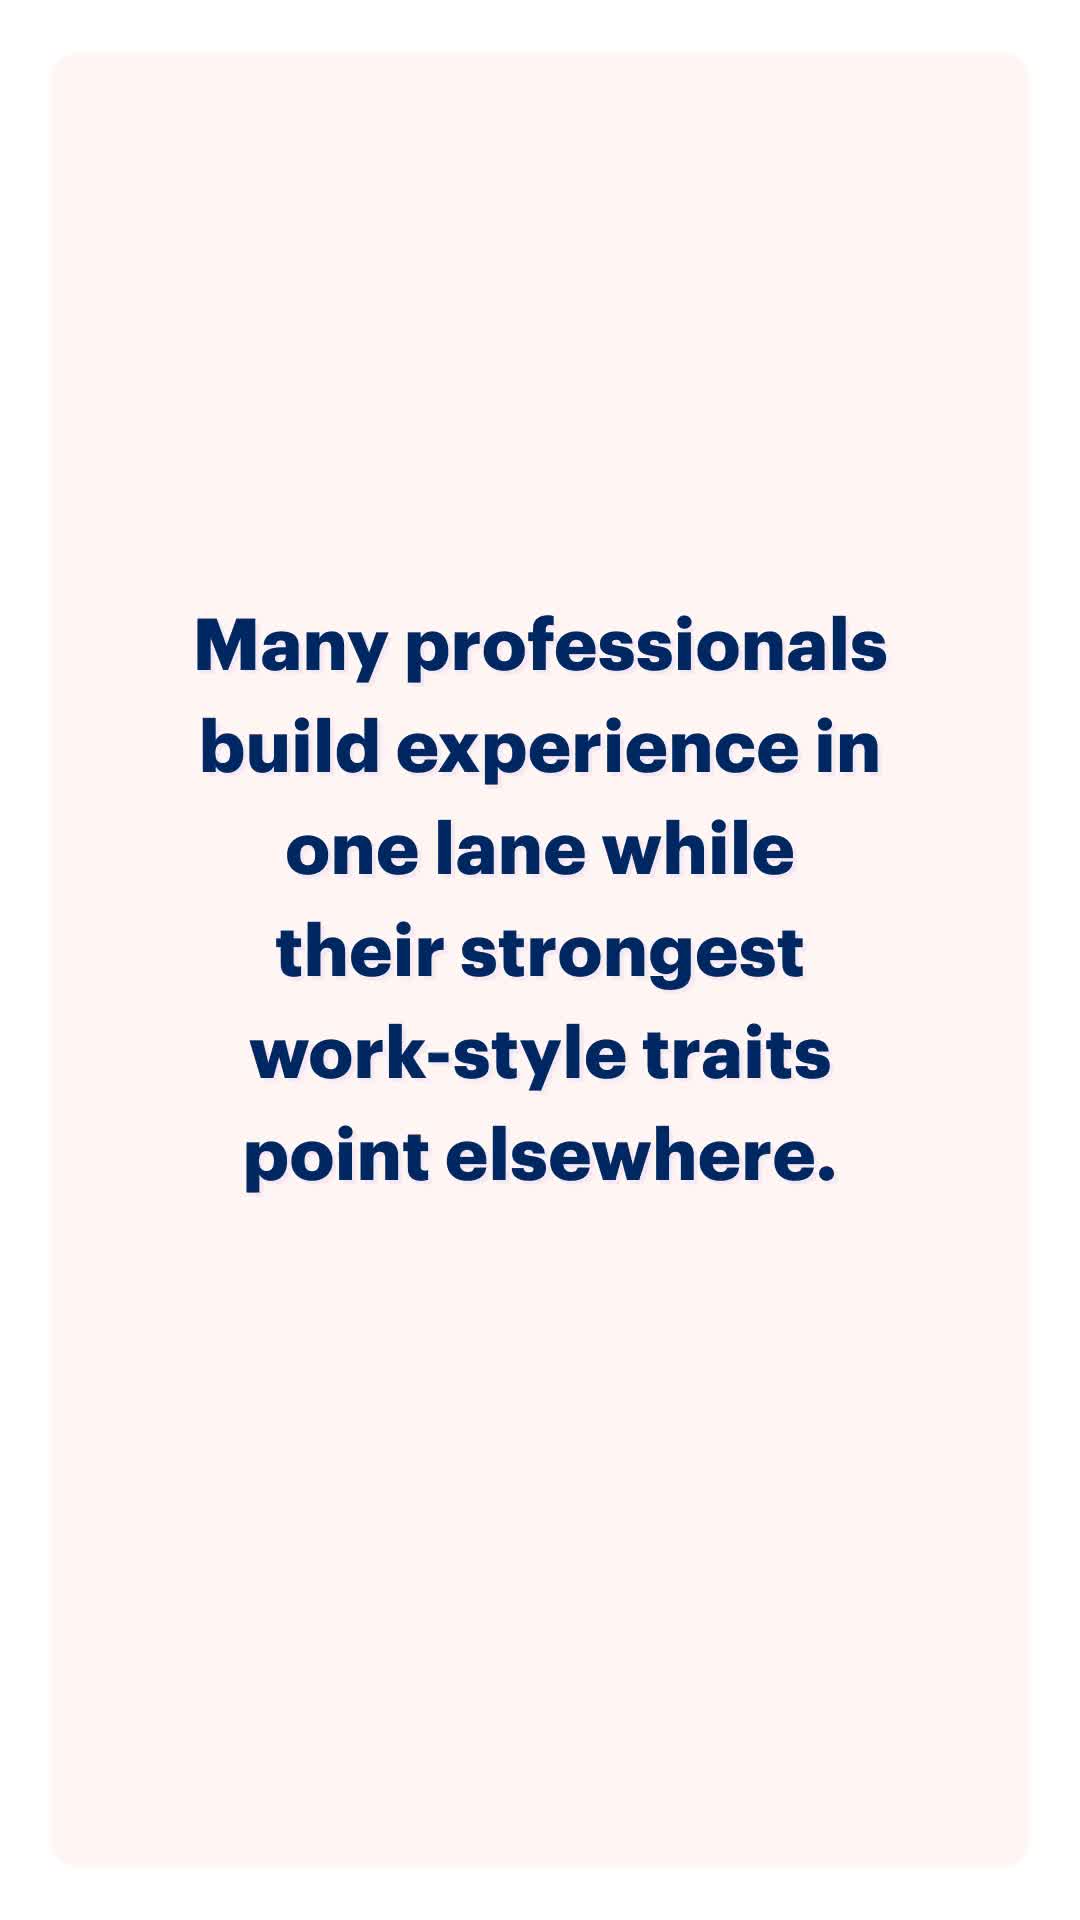 Many professionals
build experience in
one lane while
their strongest
work-style traits
point elsewhere.